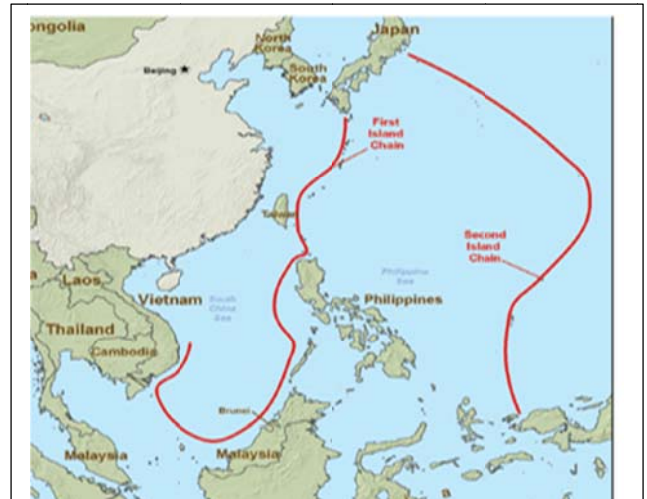 ongolia
Japan
North
Korea
Beijing
South
Korea
First
Island
Chain
Taiwan
Second
Island
Chain
Philippine
Sea
a
Laos
Vietnam
South
China
Sea
Philippines
Thailand
Cambodia
Brunei
Malaysia
Malaysia
a